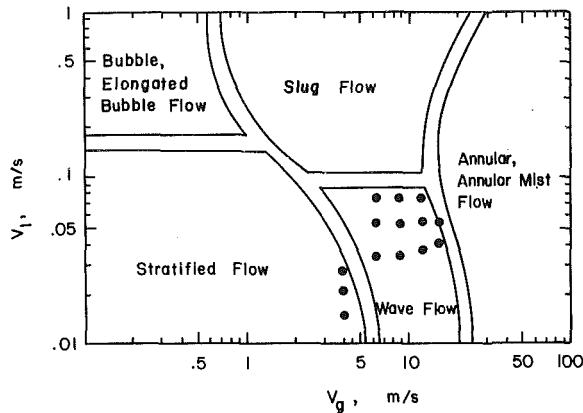 1
.5
.1
.05
.01
V_l, m/s
Bubble,
Elongated
Bubble Flow
Slug Flow
Annular,
Annular Mist
Flow
Stratified Flow
Wave Flow
.5
1
5
10
50
100
V_g, m/s